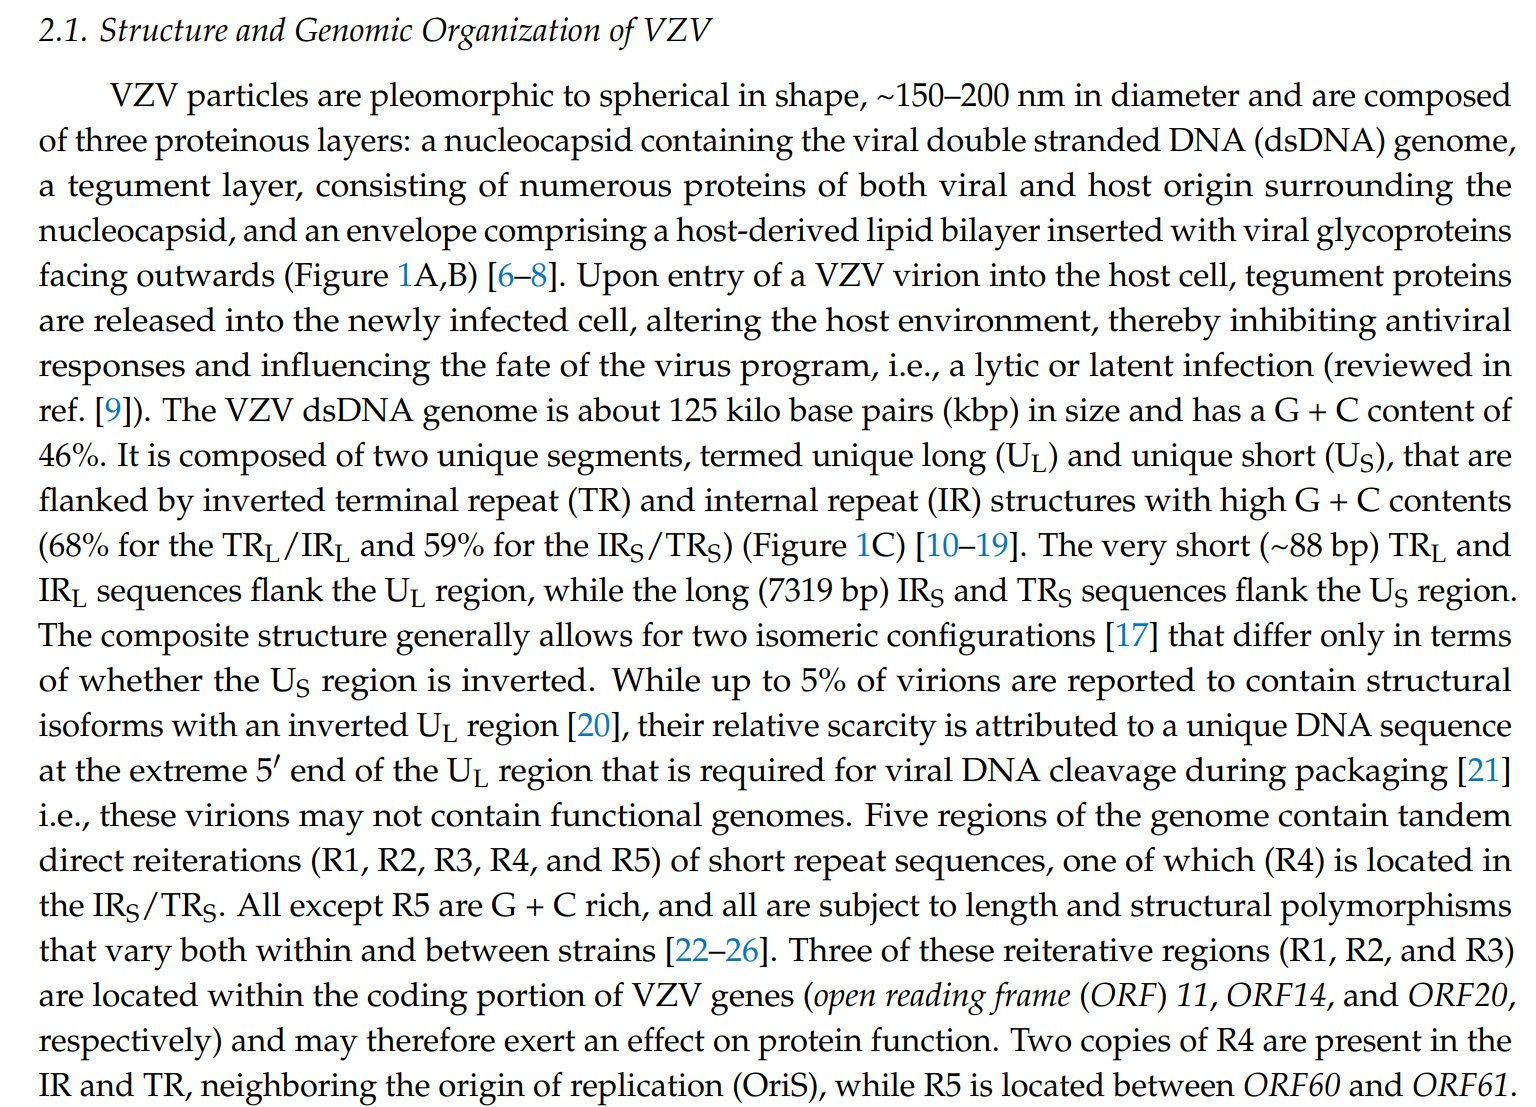 2.1. Structure and Genomic Organization of VZV
VZV particles are pleomorphic to spherical in shape, ~150–200 nm in diameter and are composed
of three proteinous layers: a nucleocapsid containing the viral double stranded DNA (dsDNA) genome,
a tegument layer, consisting of numerous proteins of both viral and host origin surrounding the
nucleocapsid, and an envelope comprising a host-derived lipid bilayer inserted with viral glycoproteins
facing outwards (Figure 1A,B) [6–8]. Upon entry of a VZV virion into the host cell, tegument proteins
are released into the newly infected cell, altering the host environment, thereby inhibiting antiviral
responses and influencing the fate of the virus program, i.e., a lytic or latent infection (reviewed in
ref. [9]). The VZV dsDNA genome is about 125 kilo base pairs (kbp) in size and has a G + C content of
46%. It is composed of two unique segments, termed unique long (UL) and unique short (US), that are
flanked by inverted terminal repeat (TR) and internal repeat (IR) structures with high G + C contents
(68% for the TRL/IRL and 59% for the IRS/TRS) (Figure 1C) [10–19]. The very short (~88 bp) TRL and
IRL sequences flank the UL region, while the long (7319 bp) IRS and TRS sequences flank the US region.
The composite structure generally allows for two isomeric configurations [17] that differ only in terms
of whether the US region is inverted. While up to 5% of virions are reported to contain structural
isoforms with an inverted UL region [20], their relative scarcity is attributed to a unique DNA sequence
at the extreme 5′ end of the UL region that is required for viral DNA cleavage during packaging [21]
i.e., these virions may not contain functional genomes. Five regions of the genome contain tandem
direct reiterations (R1, R2, R3, R4, and R5) of short repeat sequences, one of which (R4) is located in
the IRS/TRS. All except R5 are G + C rich, and all are subject to length and structural polymorphisms
that vary both within and between strains [22–26]. Three of these reiterative regions (R1, R2, and R3)
are located within the coding portion of VZV genes (open reading frame (ORF) 11, ORF14, and ORF20,
respectively) and may therefore exert an effect on protein function. Two copies of R4 are present in the
IR and TR, neighboring the origin of replication (OriS), while R5 is located between ORF60 and ORF61.